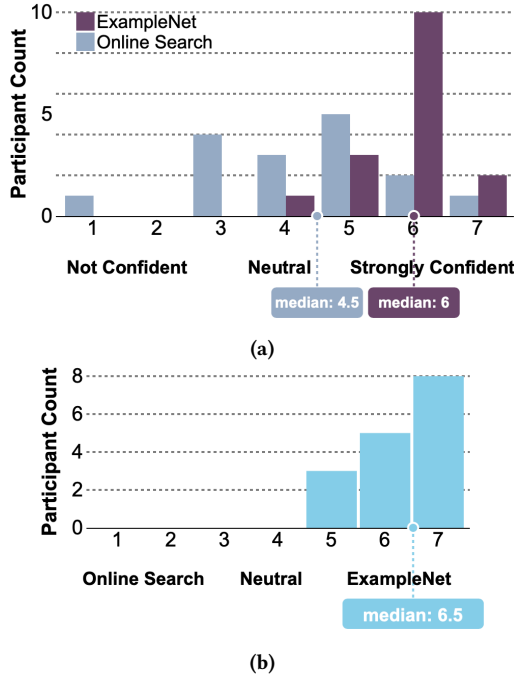 10
ExampleNet
Online Search
Participant Count
5
0
1 2 3 4 5 6 7
Not Confident Neutral Strongly Confident
median: 4.5 median: 6
(a)
8
Participant Count
6
4
2
0
1 2 3 4 5 6 7
Online Search Neutral ExampleNet
median: 6.5
(b)